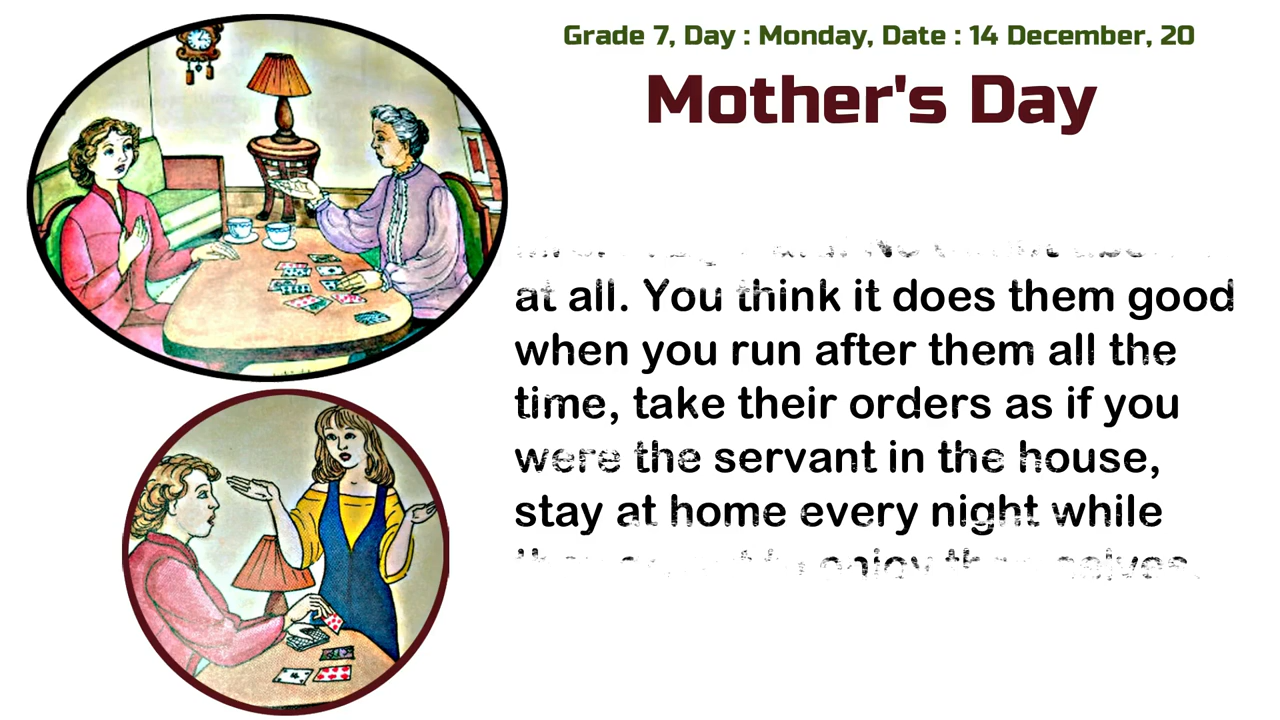 Grade 7, Day : Monday, Date : 14 December, 20
Mother's Day
at all. You think it does them good
when you run after them all the
time, take their orders as if you
were the servant in the house,
stay at home every night while
enjoy